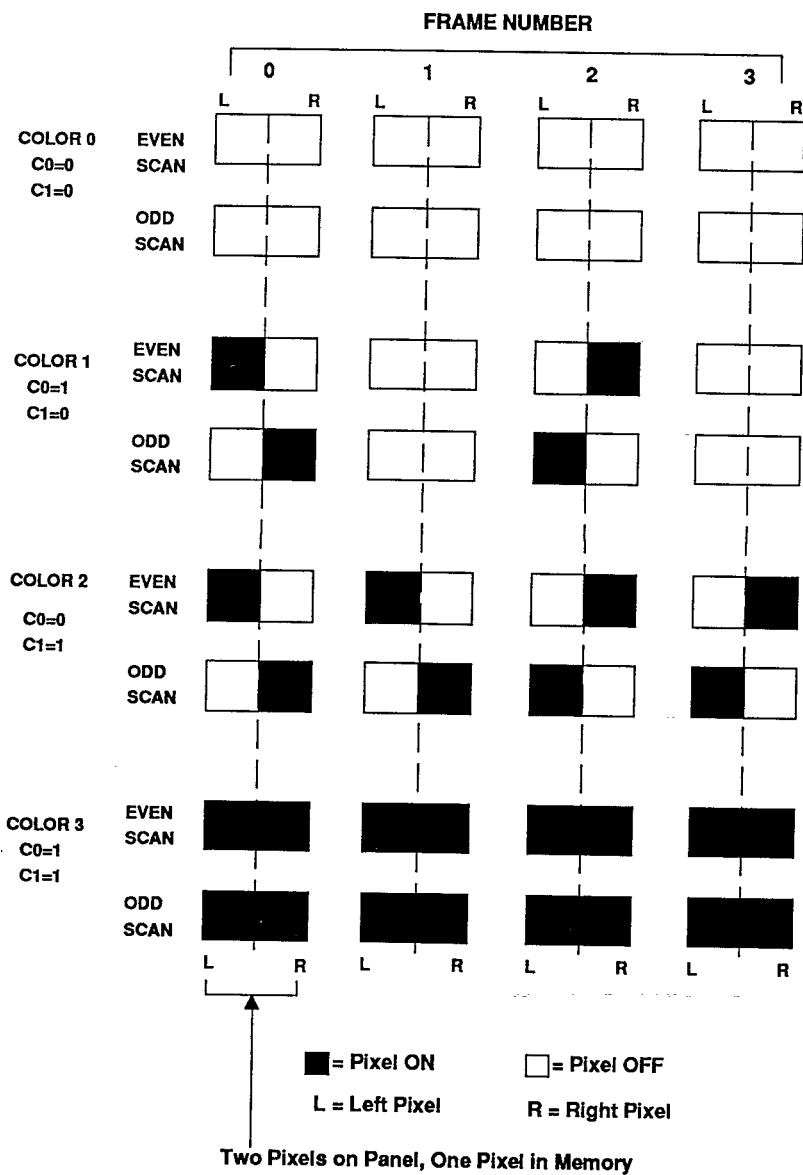 FRAME NUMBER
0 1 2 3
L R L R L R L R
COLOR 0
C0=0
C1=0
EVEN
SCAN
ODD
SCAN
COLOR 1
C0=1
C1=0
EVEN
SCAN
ODD
SCAN
COLOR 2
C0=0
C1=1
EVEN
SCAN
ODD
SCAN
COLOR 3
C0=1
C1=1
EVEN
SCAN
ODD
SCAN
L R L R L R L R
= Pixel ON = Pixel OFF
L = Left Pixel R = Right Pixel
Two Pixels on Panel, One Pixel in Memory